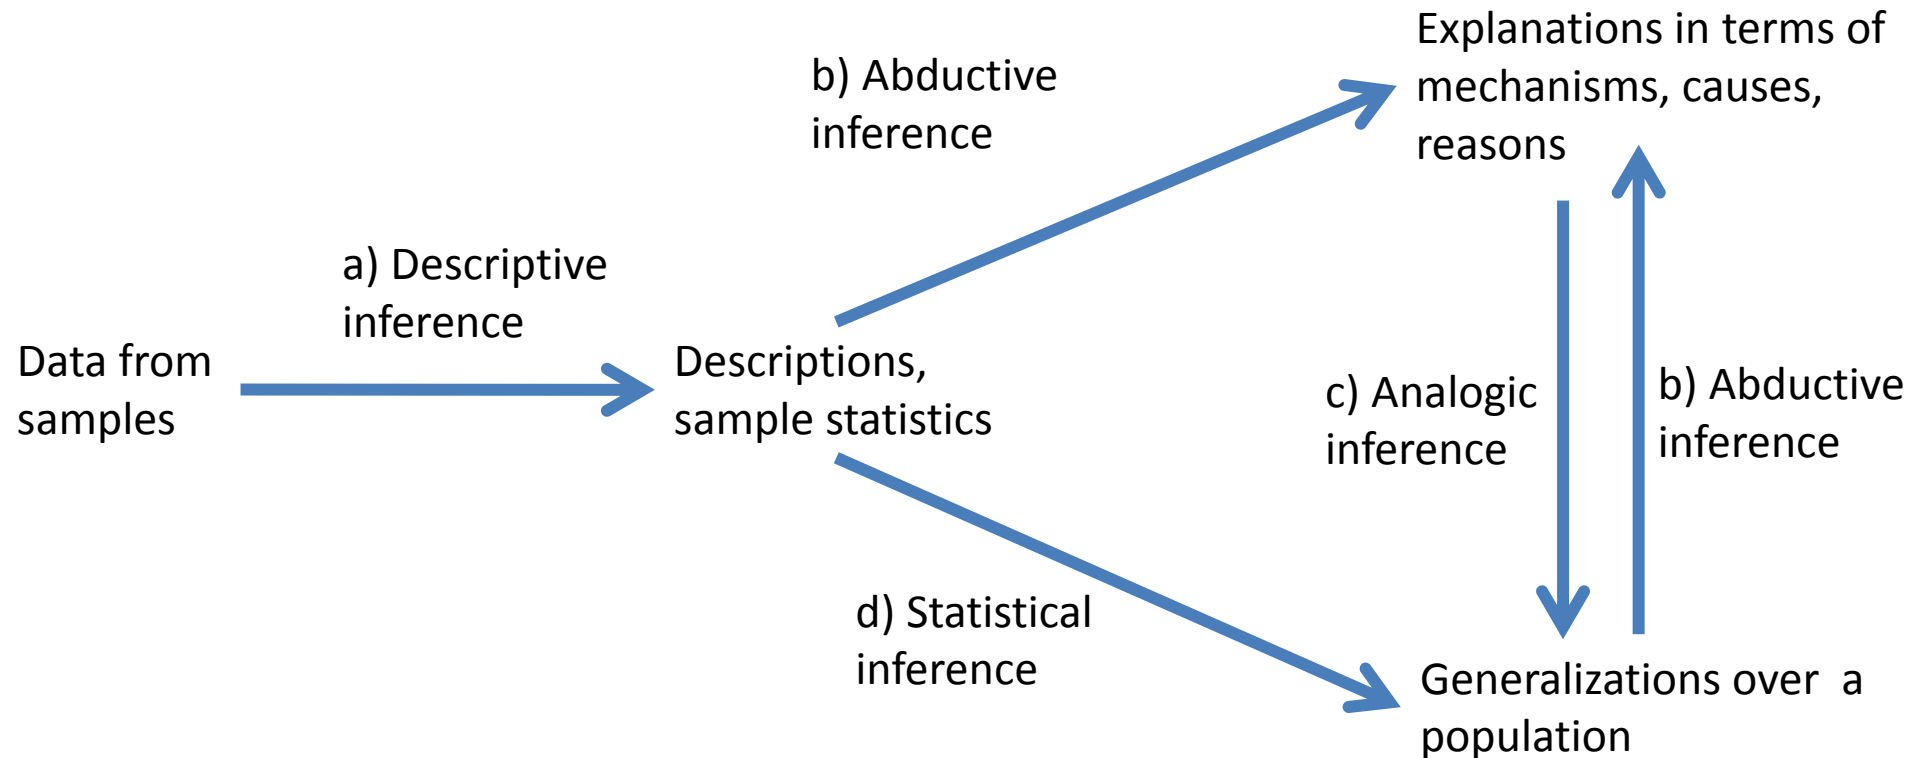 Explanations in terms of
mechanisms, causes,
reasons
b) Abductive
inference
a) Descriptive
inference
Data from
samples
Descriptions,
sample statistics
c) Analogic
inference
b) Abductive
inference
d) Statistical
inference
Generalizations over  a
population